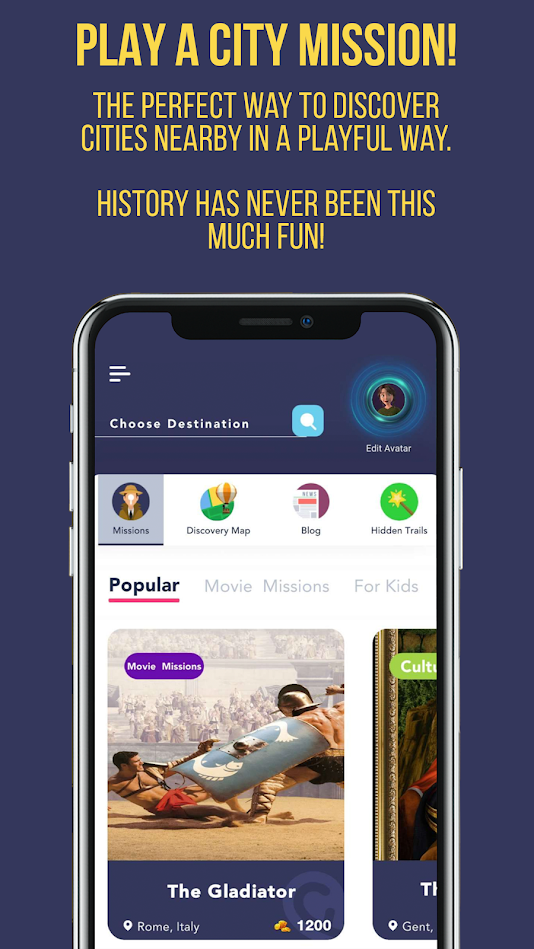 PLAY A CITY MISSION!
THE PERFECT WAY TO DISCOVER
CITIES NEARBY IN A PLAYFUL WAY.
HISTORY HAS NEVER BEEN THIS
MUCH FUN!
Choose Destination
Edit Avatar
NEWS
Missions
Discovery Map
Blog
Hidden Trails
Popular
Movie Missions
For Kids
Movie Missions
Cultu
The Gladiator
Th
Rome, Italy
1200
Gent,